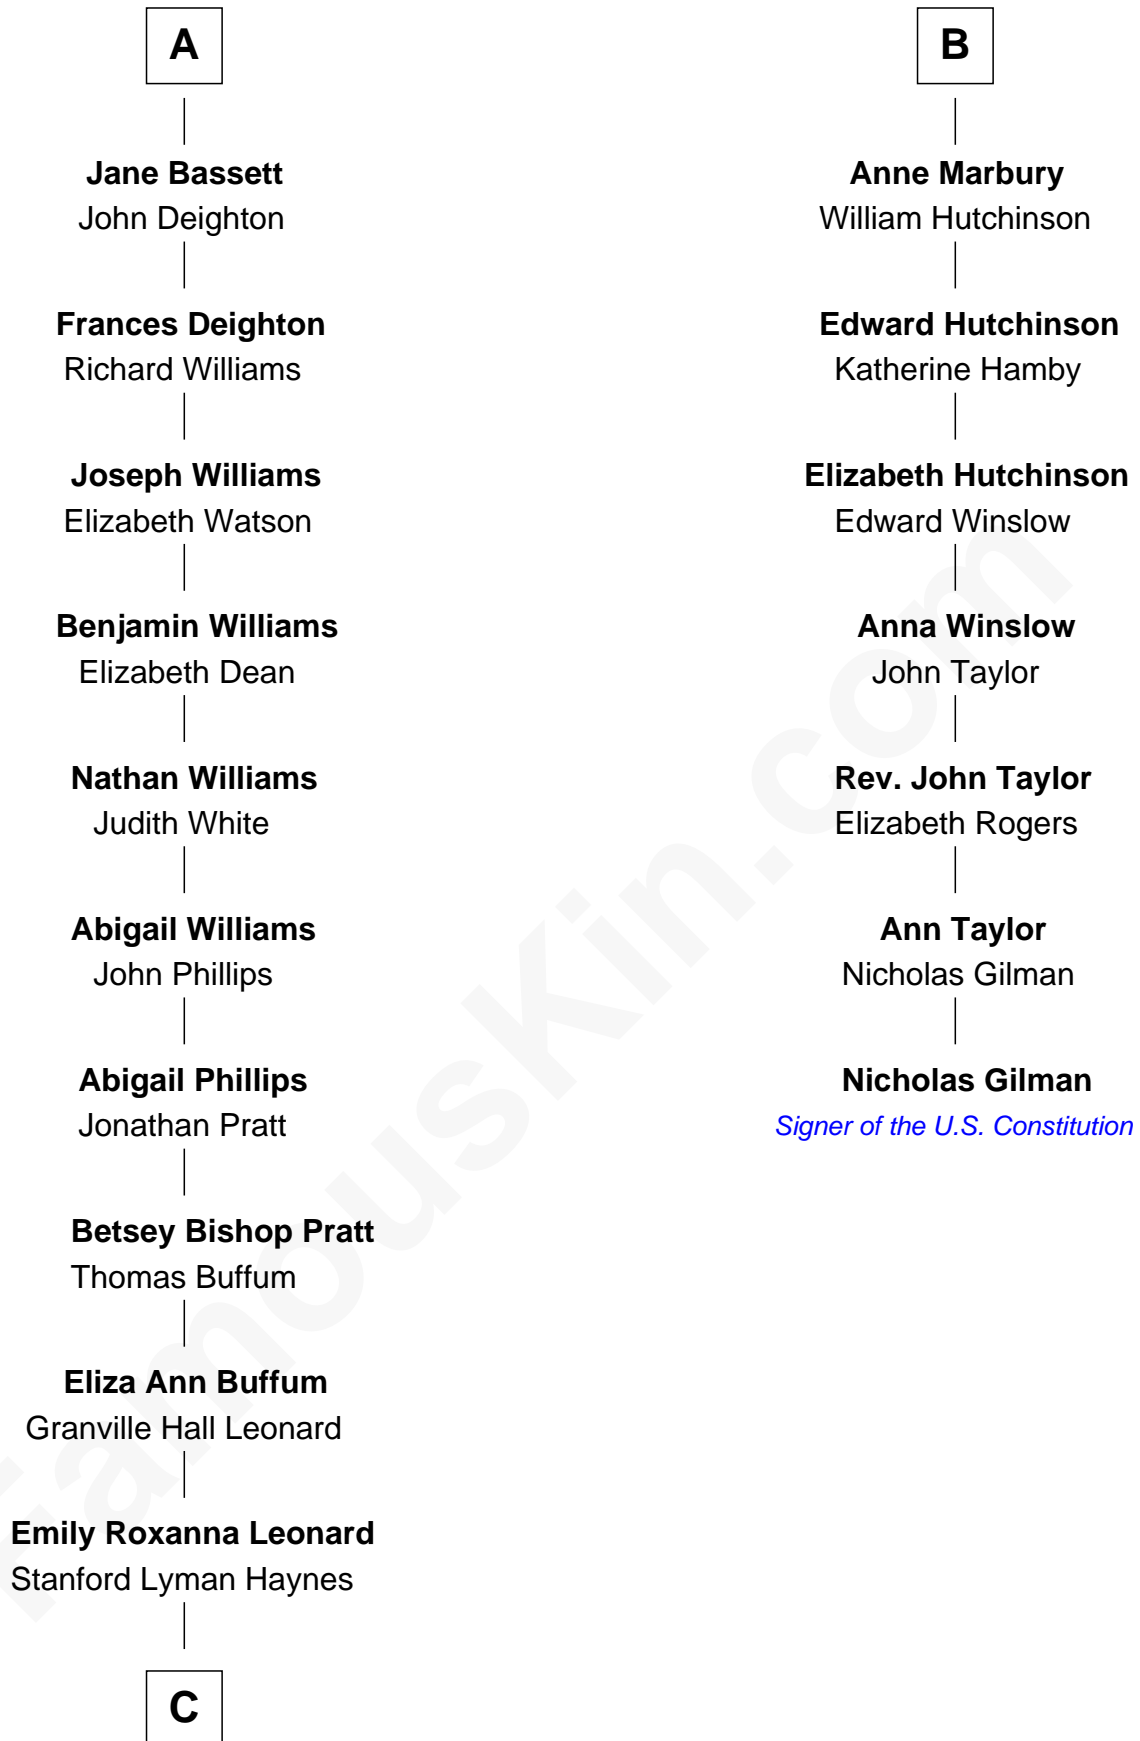 A
Jane Bassett
John Deighton
Frances Deighton
Richard Williams
Joseph Williams
Elizabeth Watson
Benjamin Williams
Elizabeth Dean
Nathan Williams
Judith White
Abigail Williams
John Phillips
Abigail Phillips
Jonathan Pratt
Betsey Bishop Pratt
Thomas Buffum
Eliza Ann Buffum
Granville Hall Leonard
Emily Roxanna Leonard
Stanford Lyman Haynes
C
B
Anne Marbury
William Hutchinson
Edward Hutchinson
Katherine Hamby
Elizabeth Hutchinson
Edward Winslow
Anna Winslow
John Taylor
Rev. John Taylor
Elizabeth Rogers
Ann Taylor
Nicholas Gilman
Nicholas Gilman
Signer of the U.S. Constitution
FamousKin.com